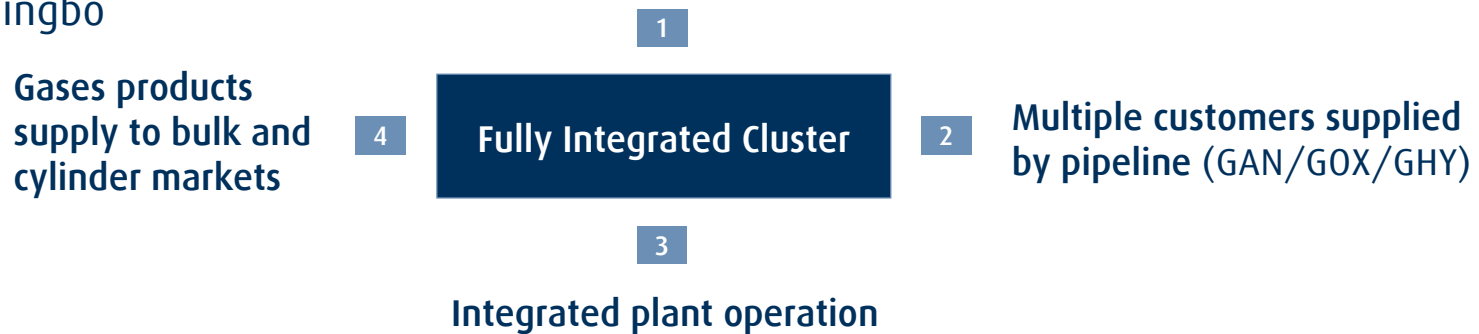 ingbo
1
Gases products
supply to bulk and
cylinder markets
4
Fully Integrated Cluster
2
Multiple customers supplied
by pipeline (GAN/GOX/GHY)
3
Integrated plant operation